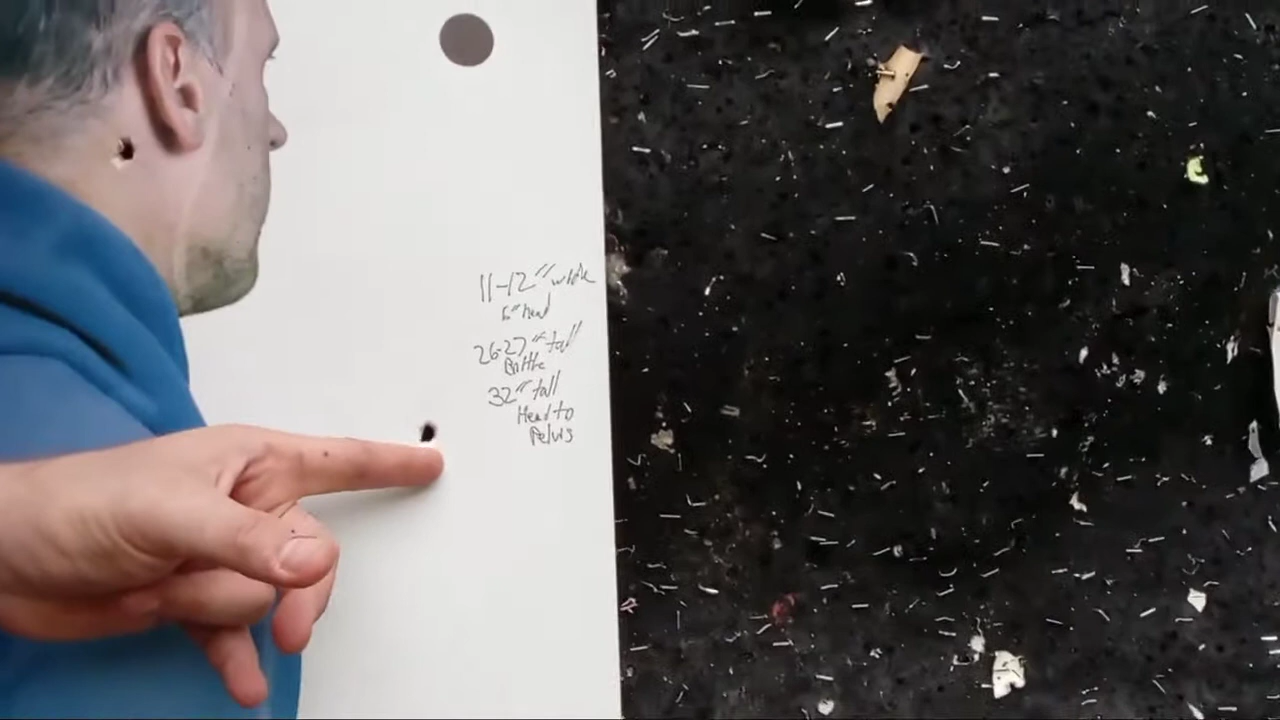 11-12" wide
6" head
26-27" tall
Bottle
32" tall
Head to
Pelvis